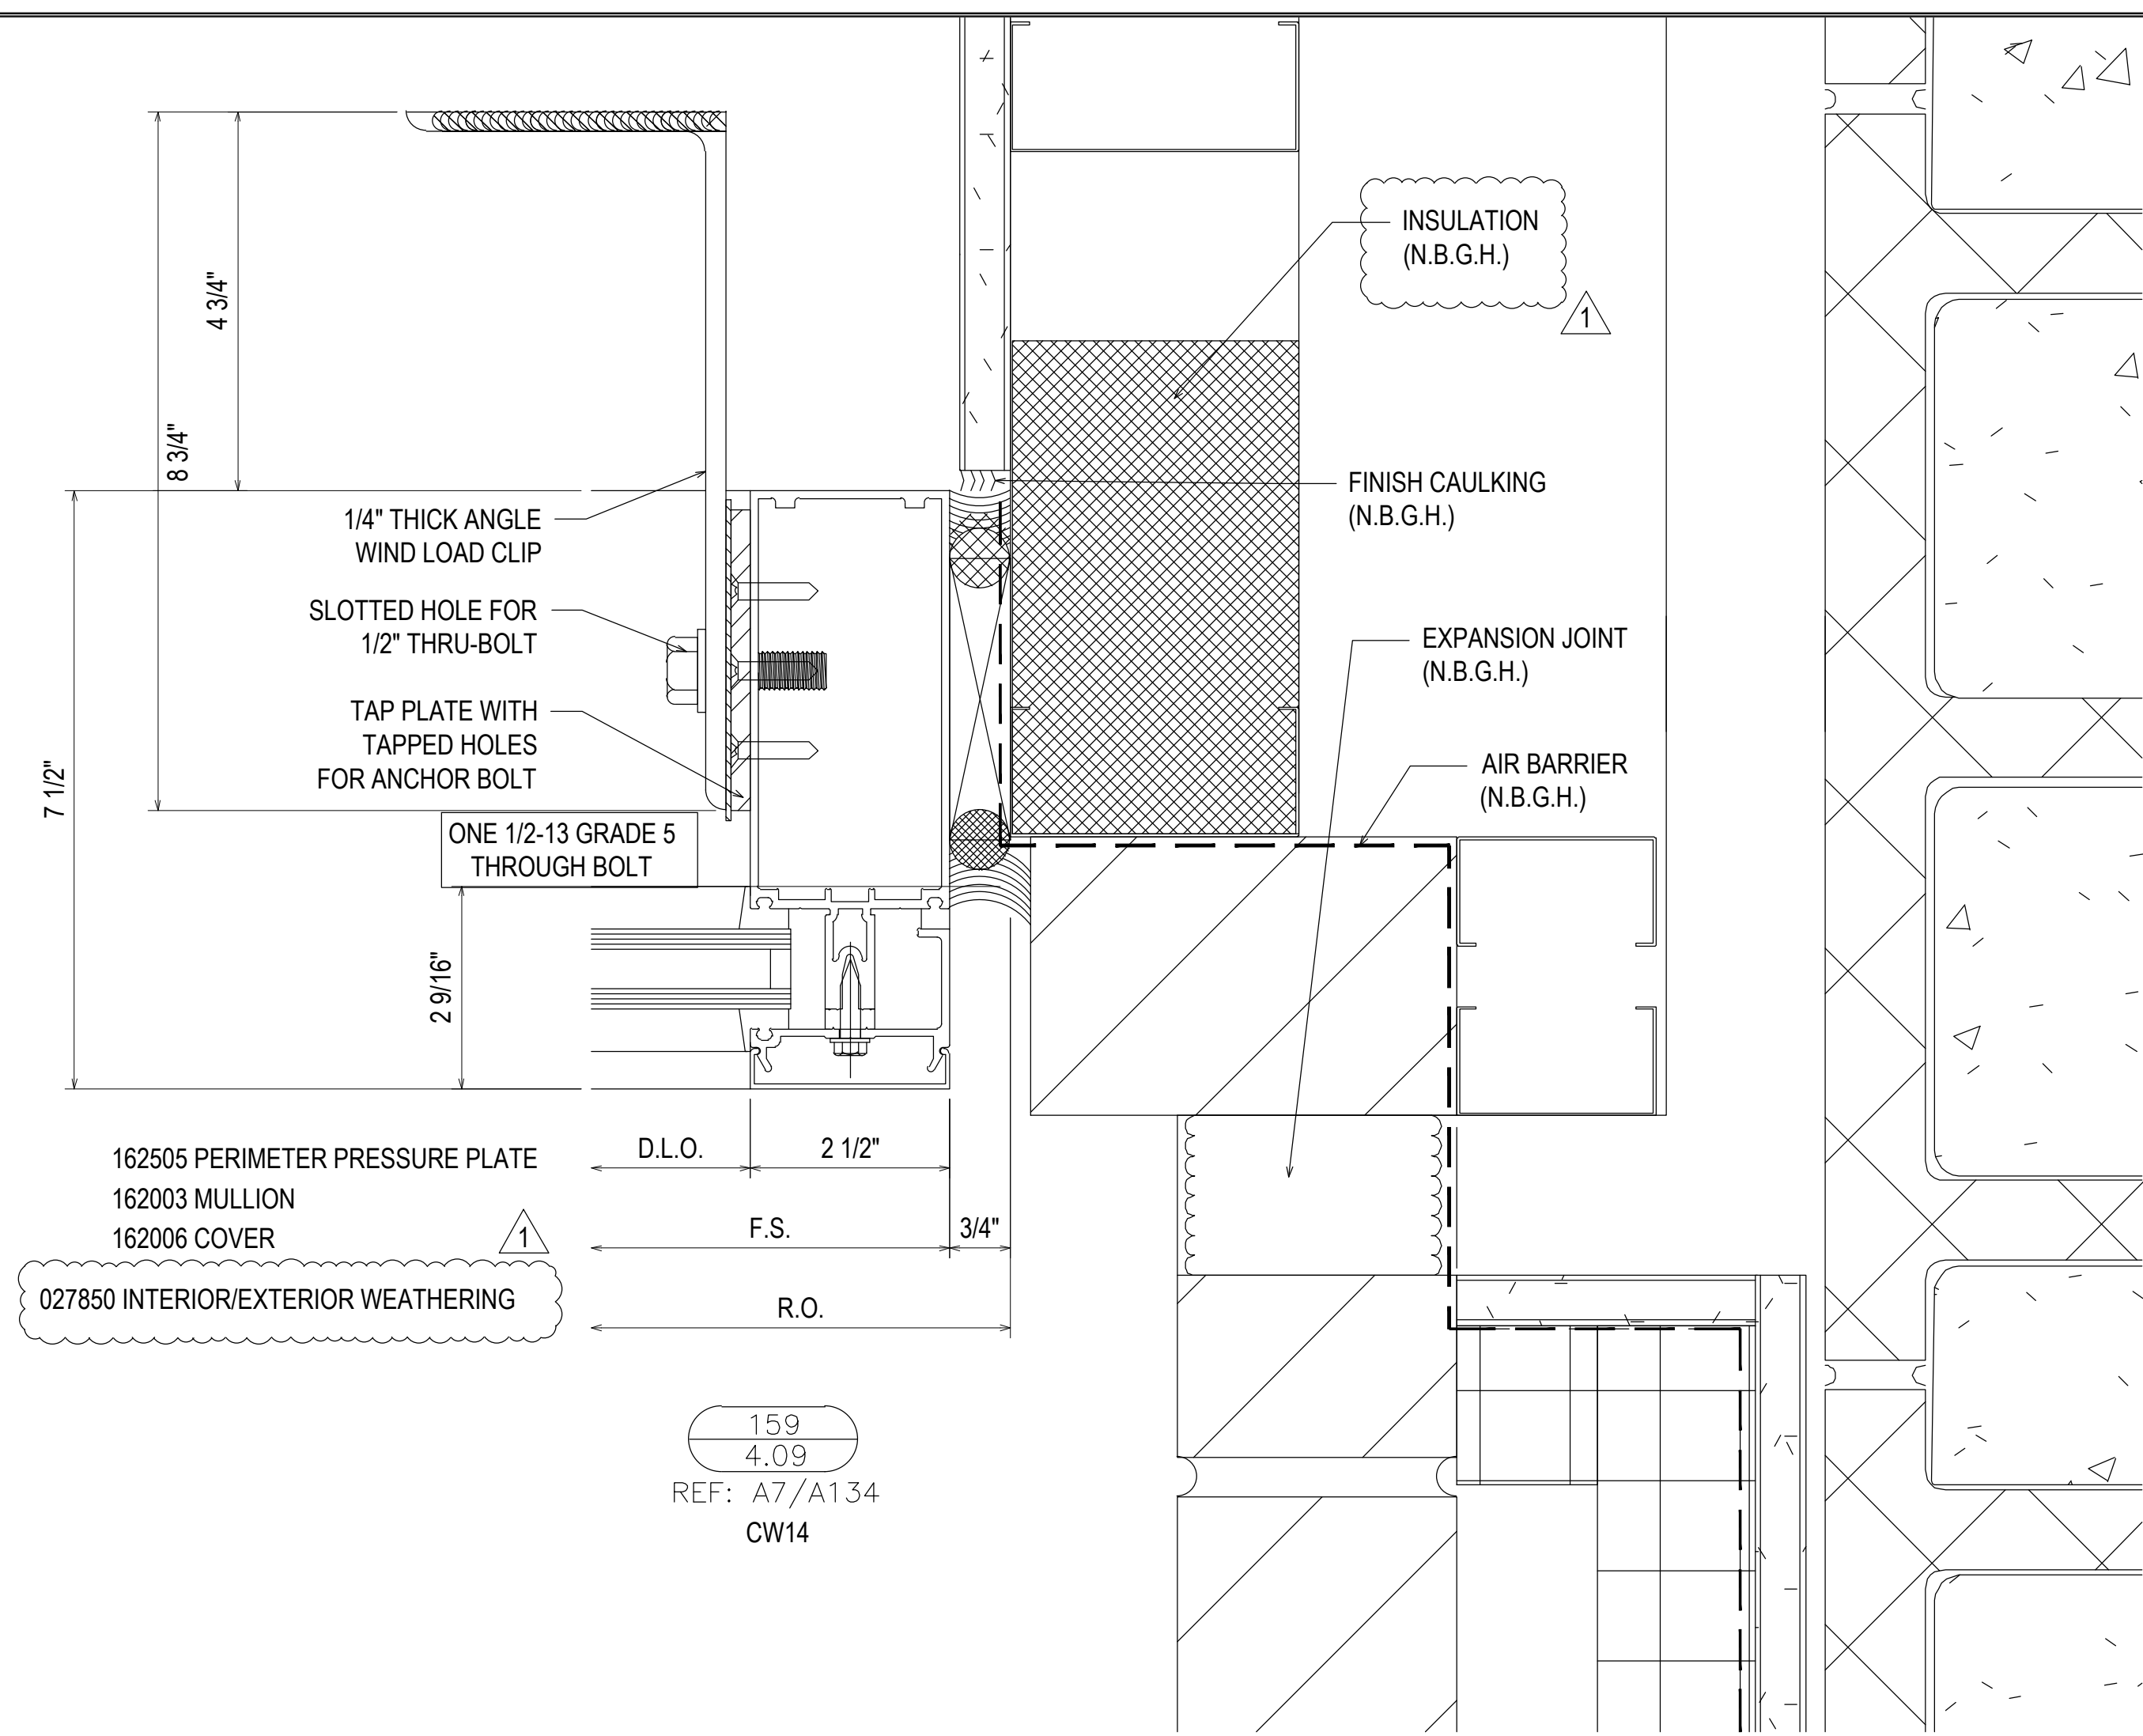 INSULATION
(N.B.G.H.)
1
4 3/4"
8 3/4"
FINISH CAULKING
(N.B.G.H.)
1/4" THICK ANGLE
WIND LOAD CLIP
SLOTTED HOLE FOR
1/2" THRU-BOLT
EXPANSION JOINT
(N.B.G.H.)
TAP PLATE WITH
TAPPED HOLES
FOR ANCHOR BOLT
7 1/2"
AIR BARRIER
(N.B.G.H.)
ONE 1/2-13 GRADE 5
THROUGH BOLT
2 9/16"
D.L.O.
2 1/2"
162505 PERIMETER PRESSURE PLATE
162003 MULLION
162006 COVER
1
F.S.
3/4"
027850 INTERIOR/EXTERIOR WEATHERING
R.O.
159
4.09
REF: A7/A134
CW14